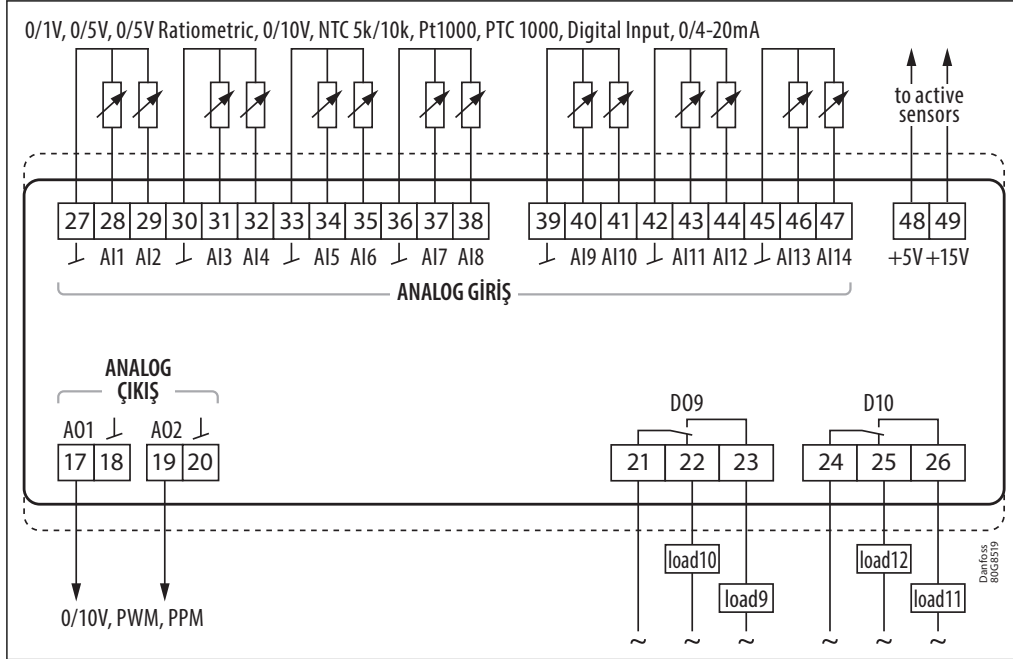 0/1V, 0/5V, 0/5V Ratiometric, 0/10V, NTC 5k/10k, Pt1000, PTC 1000, Digital Input, 0/4-20mA
to active
sensors
27 28 29 30 31 32 33 34 35 36 37 38 39 40 41 42 43 44 45 46 47 48 49
AI1 AI2 AI3 AI4 AI5 AI6 AI7 AI8 AI9 AI10 AI11 AI12 AI13 AI14 +5V +15V
ANALOG GİRİŞ
ANALOG
ÇIKIŞ
AO1 AO2
DO9 D10
17 18 19 20 21 22 23 24 25 26
load10 load12
load9 load11
0/10V, PWM, PPM
~ ~ ~ ~ ~ ~
Danfoss
80G8519